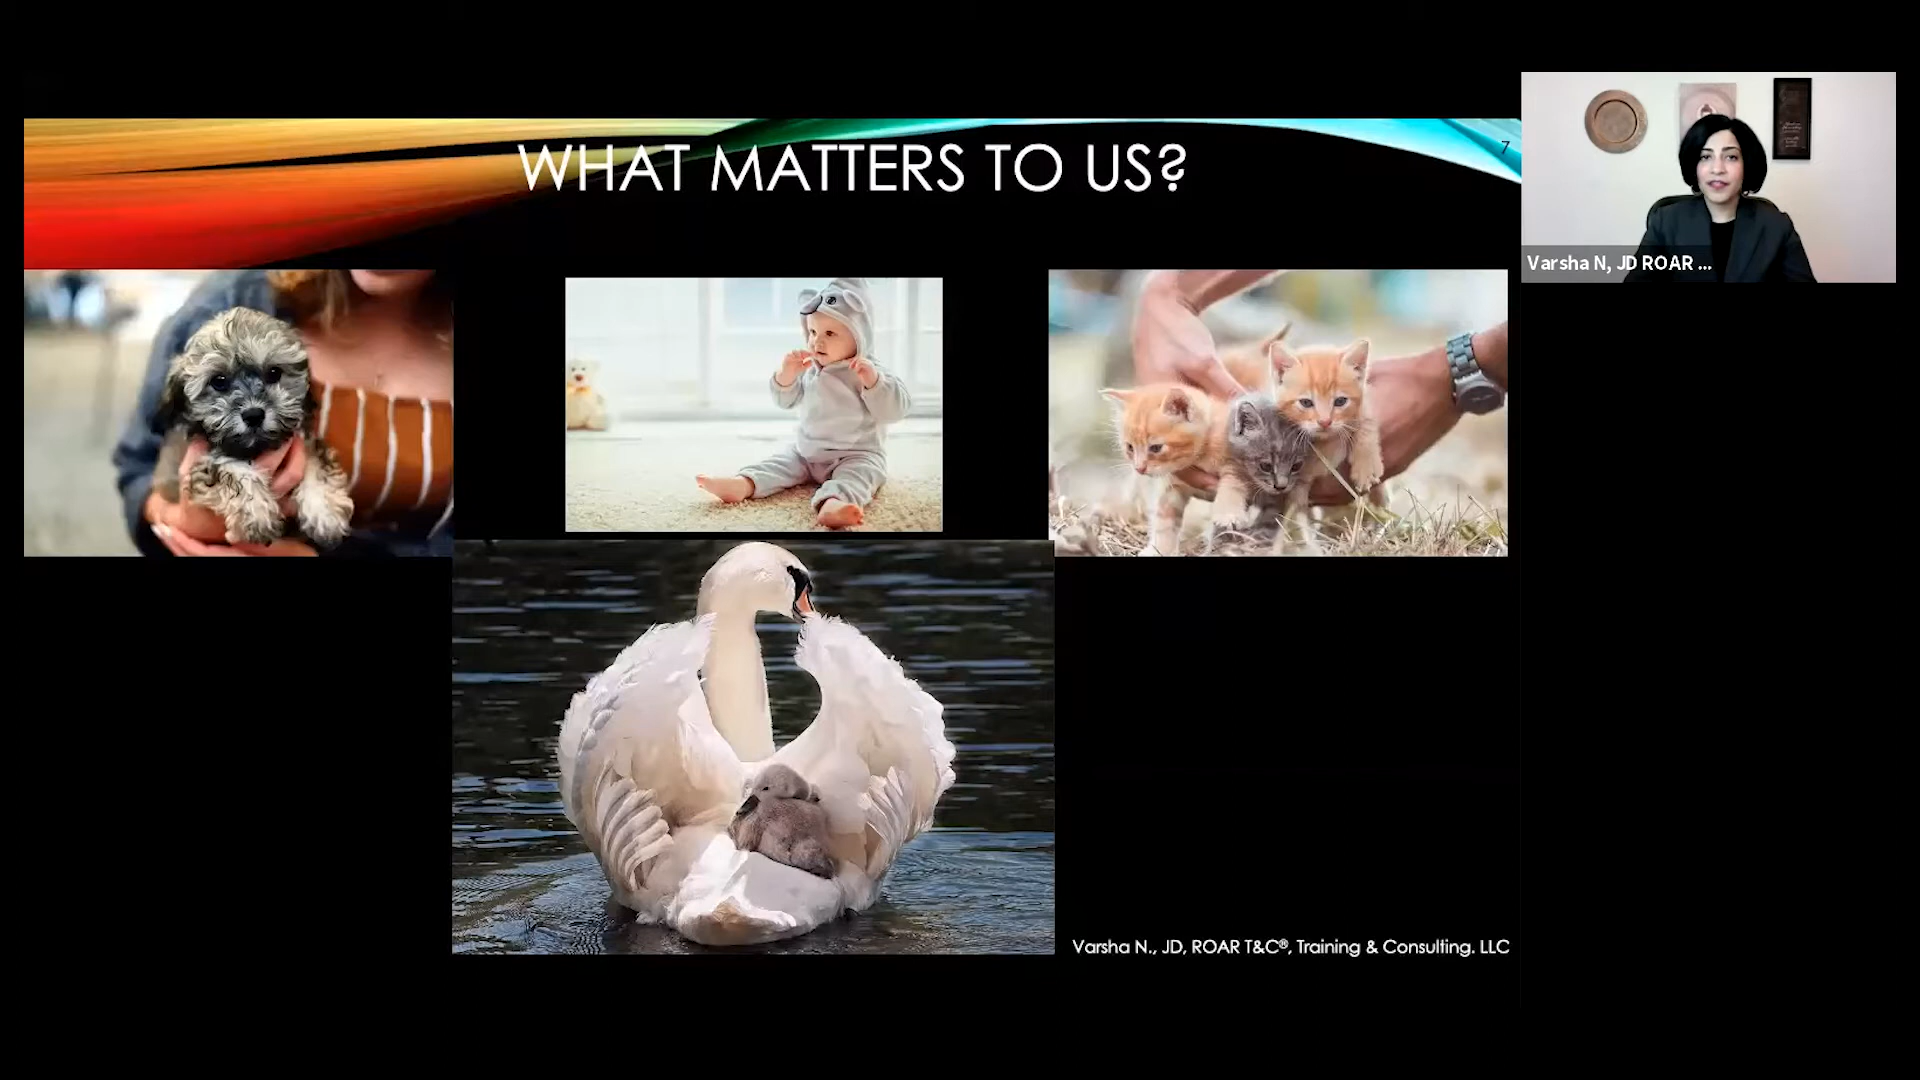 WHAT MATTERS TO US?
7
Varsha N, JD ROAR ...
Varsha N., JD, ROAR T&C®, Training & Consulting. LLC